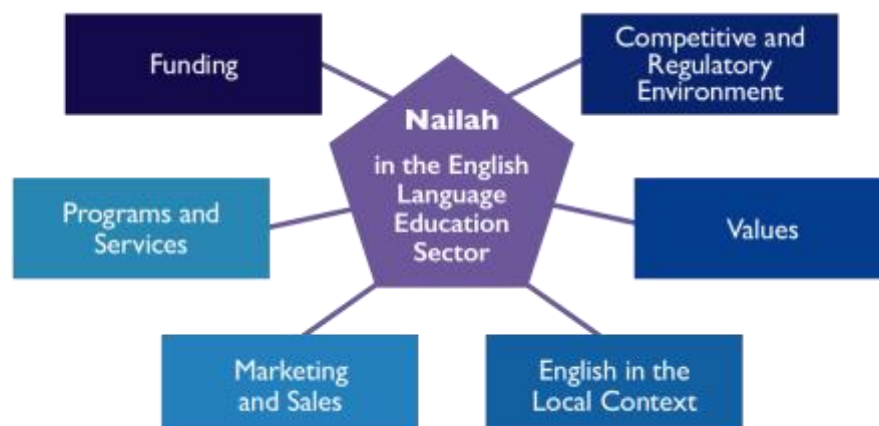 Funding
Competitive and
Regulatory
Environment
Nailah
in the English
Language
Education
Sector
Programs and
Services
Values
Marketing
and Sales
English in the
Local Context